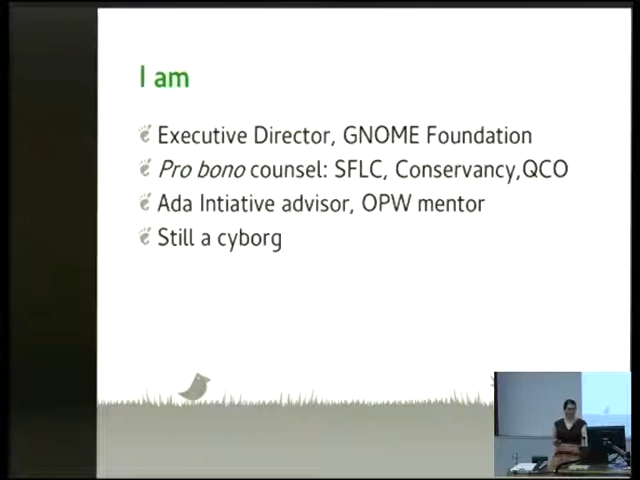 I am
Executive Director, GNOME Foundation
Pro bono counsel: SFLC, Conservancy,QCO
Ada Intiative advisor, OPW mentor
Still a cyborg